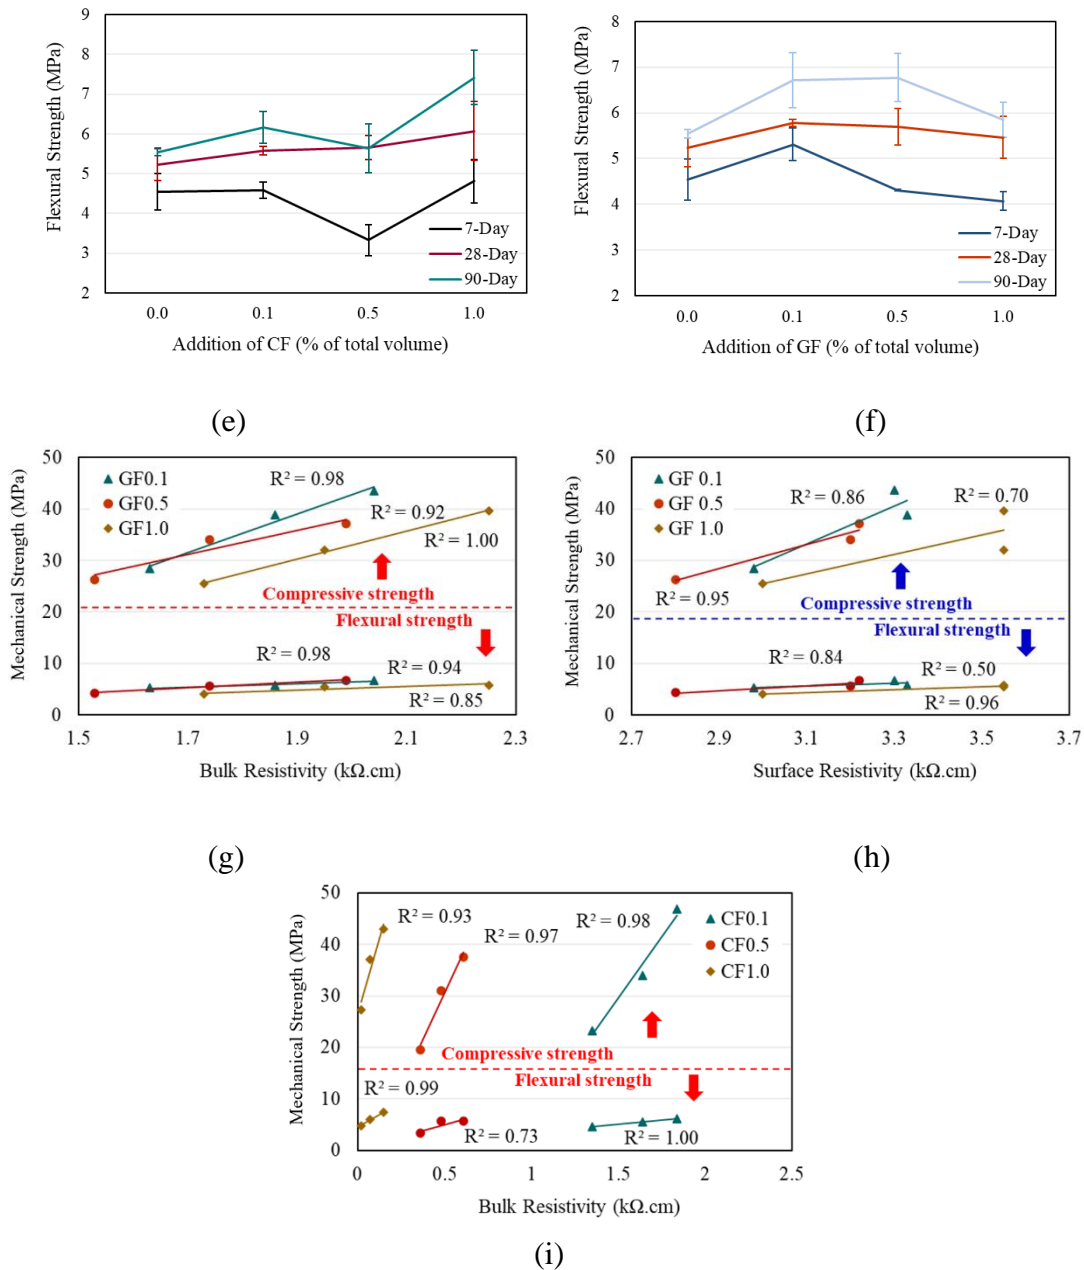 Flexural Strength (MPa)
9
8
7
6
5
4
3
2
7-Day
28-Day
90-Day
0.0 0.1 0.5 1.0
Addition of CF (% of total volume)
(e)
Flexural Strength (MPa)
8
7
6
5
4
3
2
7-Day
28-Day
90-Day
0.0 0.1 0.5 1.0
Addition of GF (% of total volume)
(f)
Mechanical Strength (MPa)
50
40
30
20
10
0
GF0.1
GF0.5
GF1.0
R² = 0.98
R² = 0.92
R² = 1.00
Compressive strength
Flexural strength
R² = 0.98
R² = 0.94
R² = 0.85
1.5 1.7 1.9 2.1 2.3
Bulk Resistivity (kΩ.cm)
(g)
Mechanical Strength (MPa)
50
40
30
20
10
0
GF 0.1
GF 0.5
GF 1.0
R² = 0.86
R² = 0.70
R² = 0.95
Compressive strength
Flexural strength
R² = 0.84
R² = 0.50
R² = 0.96
2.7 2.9 3.1 3.3 3.5 3.7
Surface Resistivity (kΩ.cm)
(h)
Mechanical Strength (MPa)
50
40
30
20
10
0
R² = 0.93
R² = 0.97
R² = 0.98
CF0.1
CF0.5
CF1.0
Compressive strength
Flexural strength
R² = 0.99
R² = 0.73
R² = 1.00
0 0.5 1 1.5 2 2.5
Bulk Resistivity (kΩ.cm)
(i)